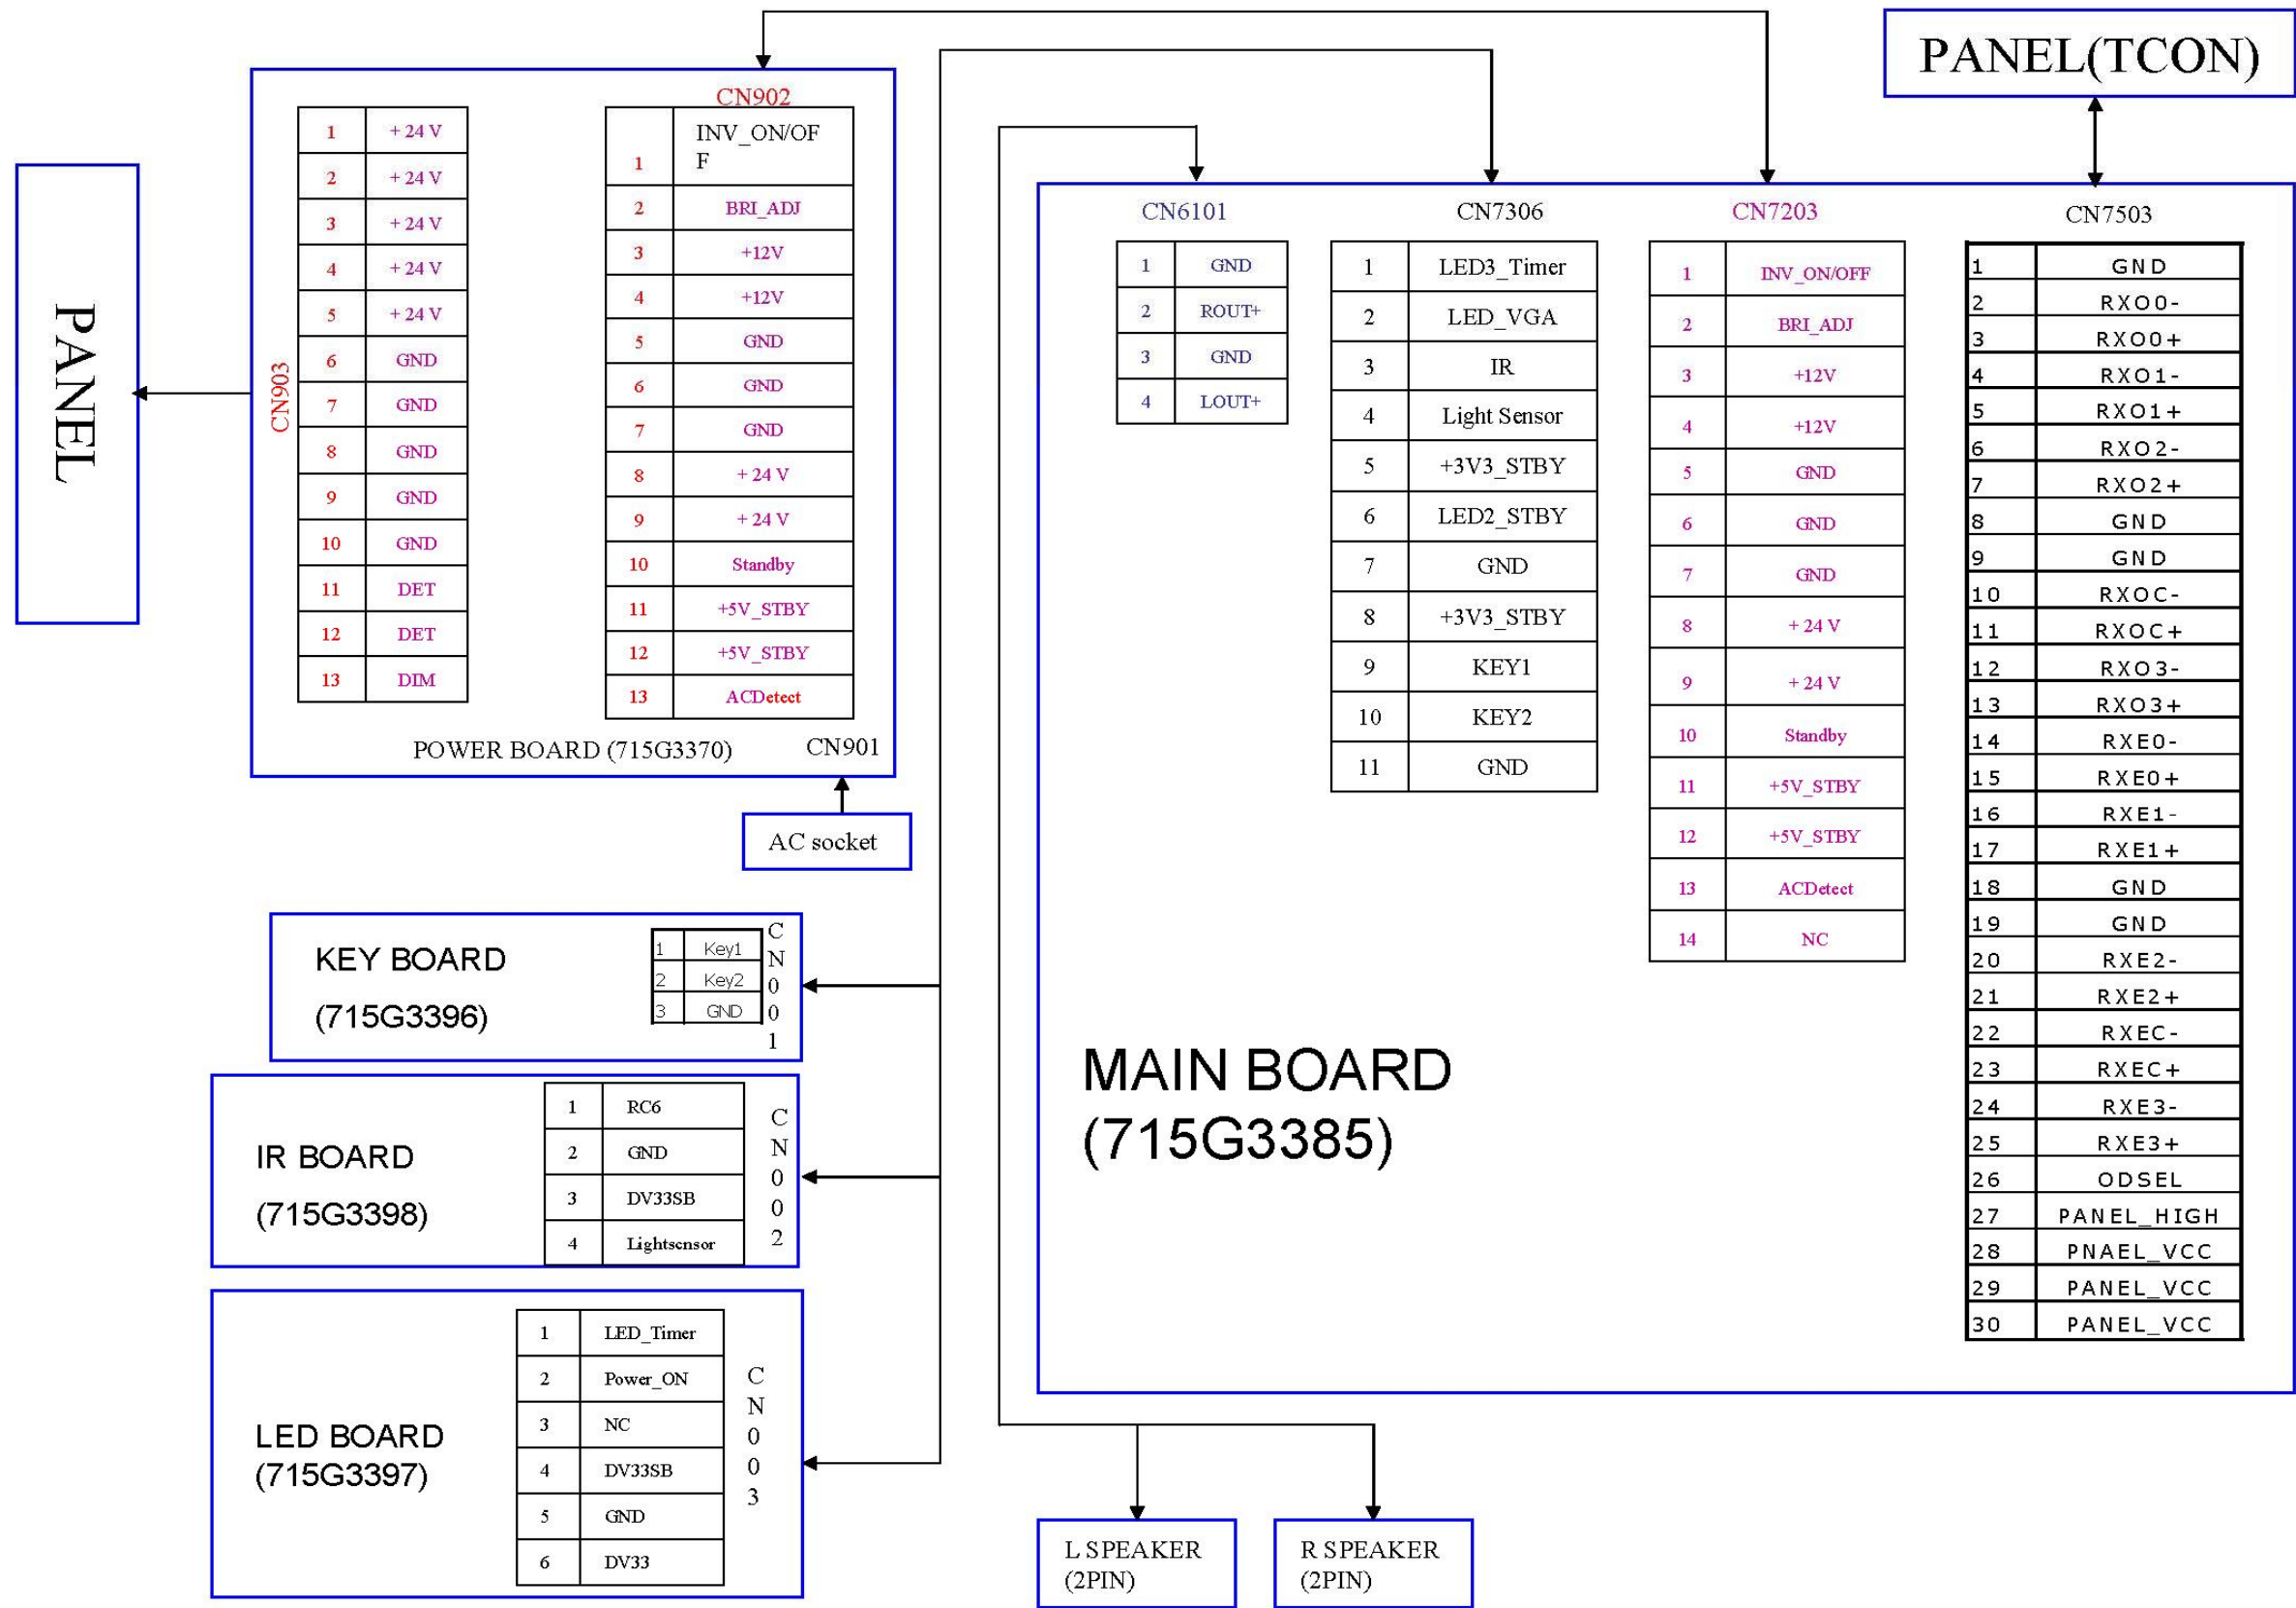 PANEL(TCON)
PANEL
CN902
CN903
1 + 24 V
2 + 24 V
3 + 24 V
4 + 24 V
5 + 24 V
6 GND
7 GND
8 GND
9 GND
10 GND
11 DET
12 DET
13 DIM
INV_ON/OF
1 F
2 BRI_ADJ
3 +12V
4 +12V
5 GND
6 GND
7 GND
8 + 24 V
9 + 24 V
10 Standby
11 +5V_STBY
12 +5V_STBY
13 ACDetect
POWER BOARD (715G3370)
CN901
AC socket
KEY BOARD
(715G3396)
1 Key1
2 Key2
3 GND
CN001
IR BOARD
(715G3398)
1 RC6
2 GND
3 DV33SB
4 Lightsensor
CN002
LED BOARD
(715G3397)
1 LED_Timer
2 Power_ON
3 NC
4 DV33SB
5 GND
6 DV33
CN003
CN6101
1 GND
2 ROUT+
3 GND
4 LOUT+
CN7306
1 LED3_Timer
2 LED_VGA
3 IR
4 Light Sensor
5 +3V3_STBY
6 LED2_STBY
7 GND
8 +3V3_STBY
9 KEY1
10 KEY2
11 GND
CN7203
1 INV_ON/OFF
2 BRI_ADJ
3 +12V
4 +12V
5 GND
6 GND
7 GND
8 + 24 V
9 + 24 V
10 Standby
11 +5V_STBY
12 +5V_STBY
13 ACDetect
14 NC
CN7503
1 GND
2 RXO0-
3 RXO0+
4 RXO1-
5 RXO1+
6 RXO2-
7 RXO2+
8 GND
9 GND
10 RXOC-
11 RXOC+
12 RXO3-
13 RXO3+
14 RXE0-
15 RXE0+
16 RXE1-
17 RXE1+
18 GND
19 GND
20 RXE2-
21 RXE2+
22 RXEC-
23 RXEC+
24 RXE3-
25 RXE3+
26 ODSEL
27 PANEL_HIGH
28 PNAEL_VCC
29 PANEL_VCC
30 PANEL_VCC
MAIN BOARD
(715G3385)
L SPEAKER
(2PIN)
R SPEAKER
(2PIN)